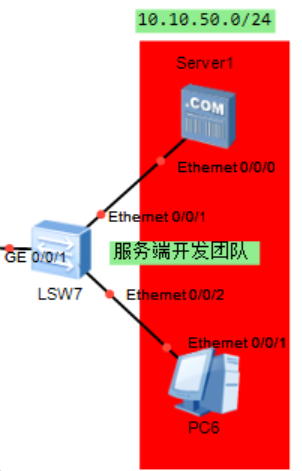 10.10.50.0/24
Server1
.COM
Ethernet 0/0/0
Ethernet 0/0/1
GE 0/0/1
服务端开发团队
LSW7
Ethernet 0/0/2
Ethernet 0/0/1
PC6